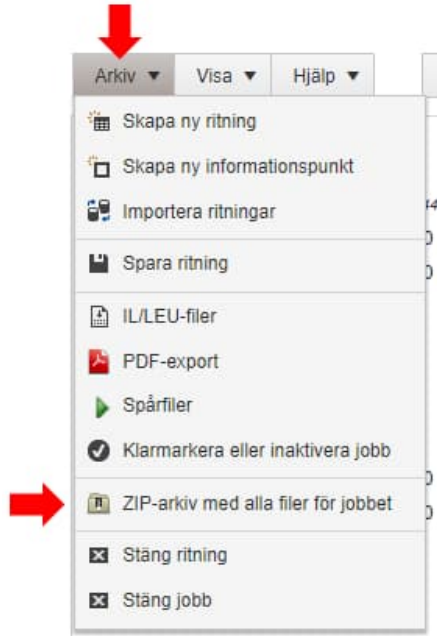 Arkiv ▼ Visa ▼ Hjälp ▼
Skapa ny ritning
Skapa ny informationspunkt
Importera ritningar
Spara ritning
IL/LEU-filer
PDF-export
Spårfiler
Klarmarkera eller inaktivera jobb
ZIP-arkiv med alla filer för jobbet
Stäng ritning
Stäng jobb